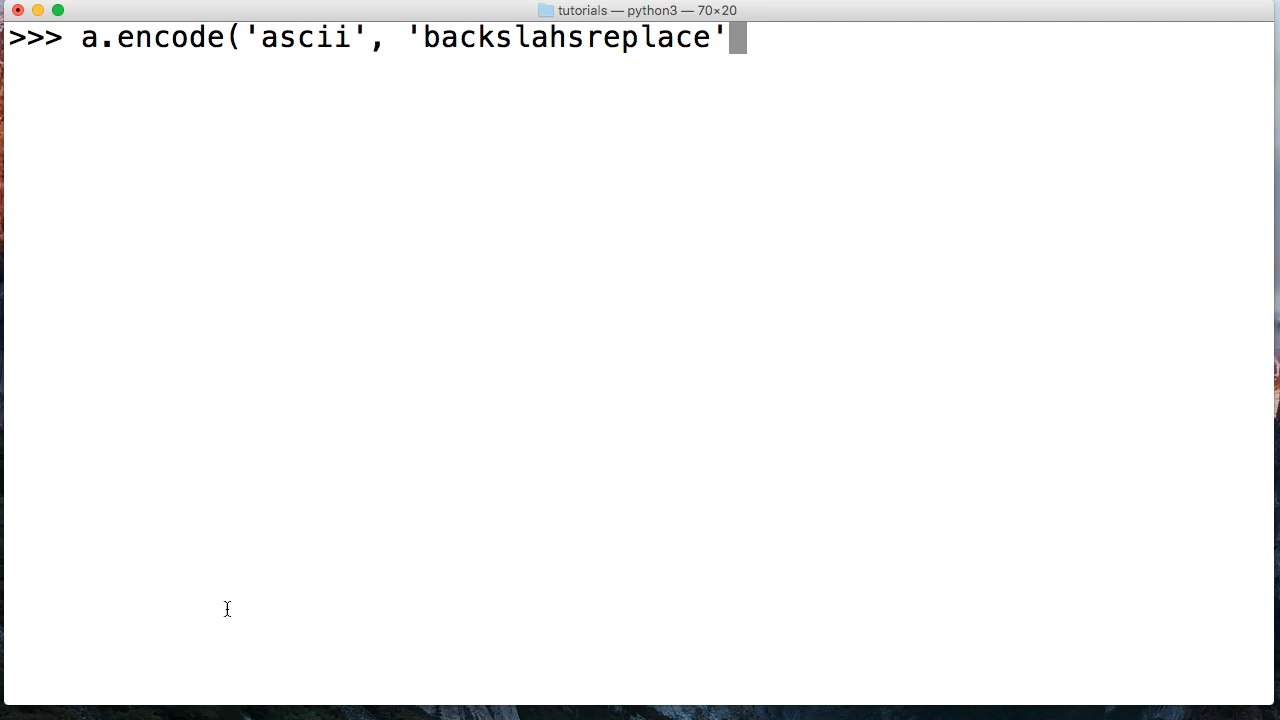 tutorials — python3 — 70×20
>>> a.encode('ascii', 'backslahsreplace'